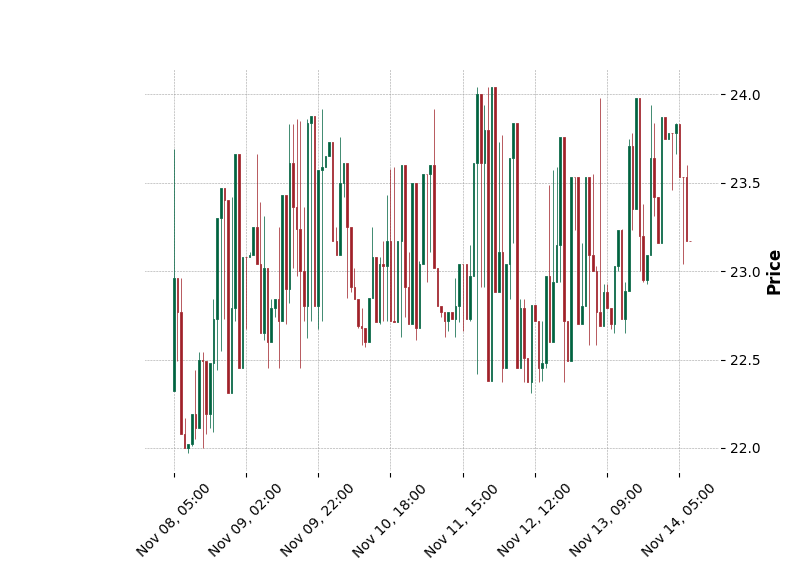 24.0
23.5
23.0
22.5
22.0
Price
Nov 08, 05:00
Nov 09, 02:00
Nov 09, 22:00
Nov 10, 18:00
Nov 11, 15:00
Nov 12, 12:00
Nov 13, 09:00
Nov 14, 05:00